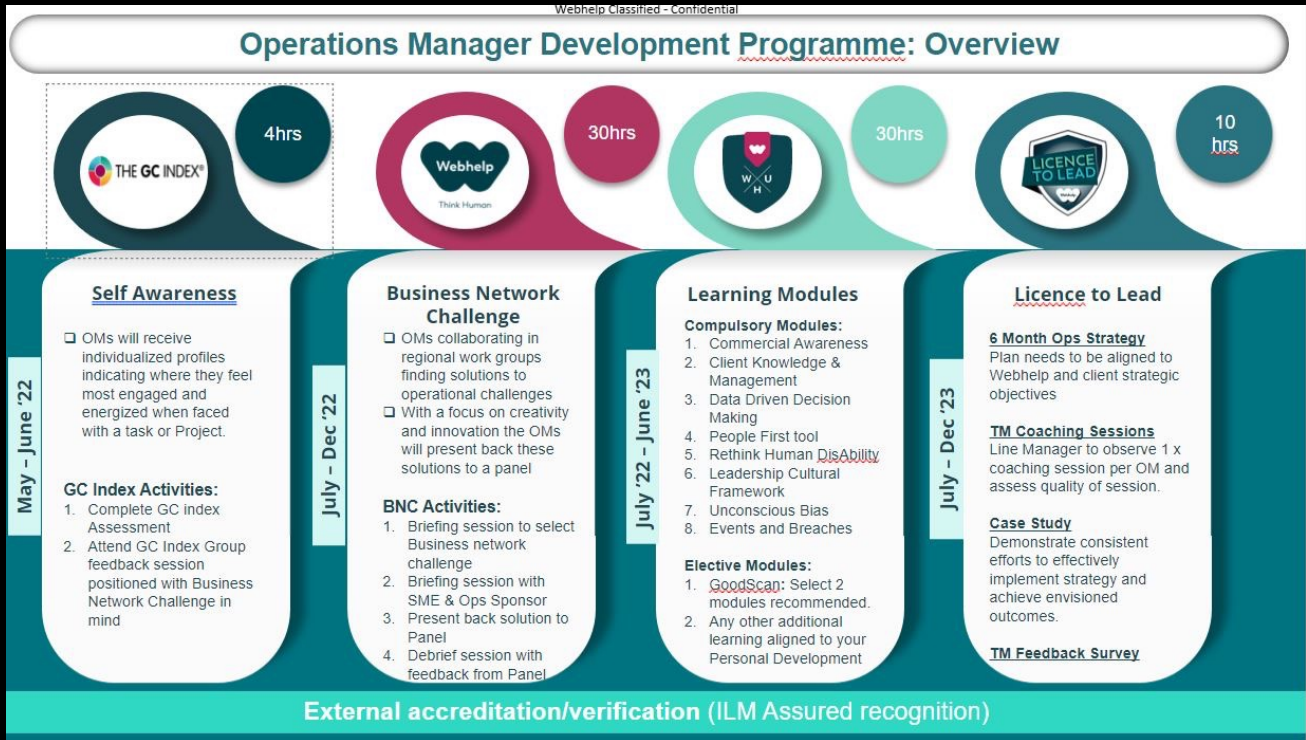 Webhelp Classified - Confidential
Operations Manager Development Programme: Overview
THE GC INDEX®
4hrs
Webhelp
Think Human
30hrs
W U
H
30hrs
LICENCE
TO LEAD
Webhelp
10
hrs
May – June '22
Self Awareness
❑ OMs will receive
individualized profiles
indicating where they feel
most engaged and
energized when faced
with a task or Project.
GC Index Activities:
1. Complete GC index
Assessment
2. Attend GC Index Group
feedback session
positioned with Business
Network Challenge in
mind
July – Dec '22
Business Network
Challenge
❑ OMs collaborating in
regional work groups
finding solutions to
operational challenges
❑ With a focus on creativity
and innovation the OMs
will present back these
solutions to a panel
BNC Activities:
1. Briefing session to select
Business network
challenge
2. Briefing session with
SME & Ops Sponsor
3. Present back solution to
Panel
4. Debrief session with
feedback from Panel
July '22 – June '23
Learning Modules
Compulsory Modules:
1. Commercial Awareness
2. Client Knowledge &
Management
3. Data Driven Decision
Making
4. People First tool
5. Rethink Human DisAbility
6. Leadership Cultural
Framework
7. Unconscious Bias
8. Events and Breaches
Elective Modules:
1. GoodScan: Select 2
modules recommended.
2. Any other additional
learning aligned to your
Personal Development
July – Dec '23
Licence to Lead
6 Month Ops Strategy
Plan needs to be aligned to
Webhelp and client strategic
objectives
TM Coaching Sessions
Line Manager to observe 1 x
coaching session per OM and
assess quality of session.
Case Study
Demonstrate consistent
efforts to effectively
implement strategy and
achieve envisioned
outcomes.
TM Feedback Survey
External accreditation/verification (ILM Assured recognition)